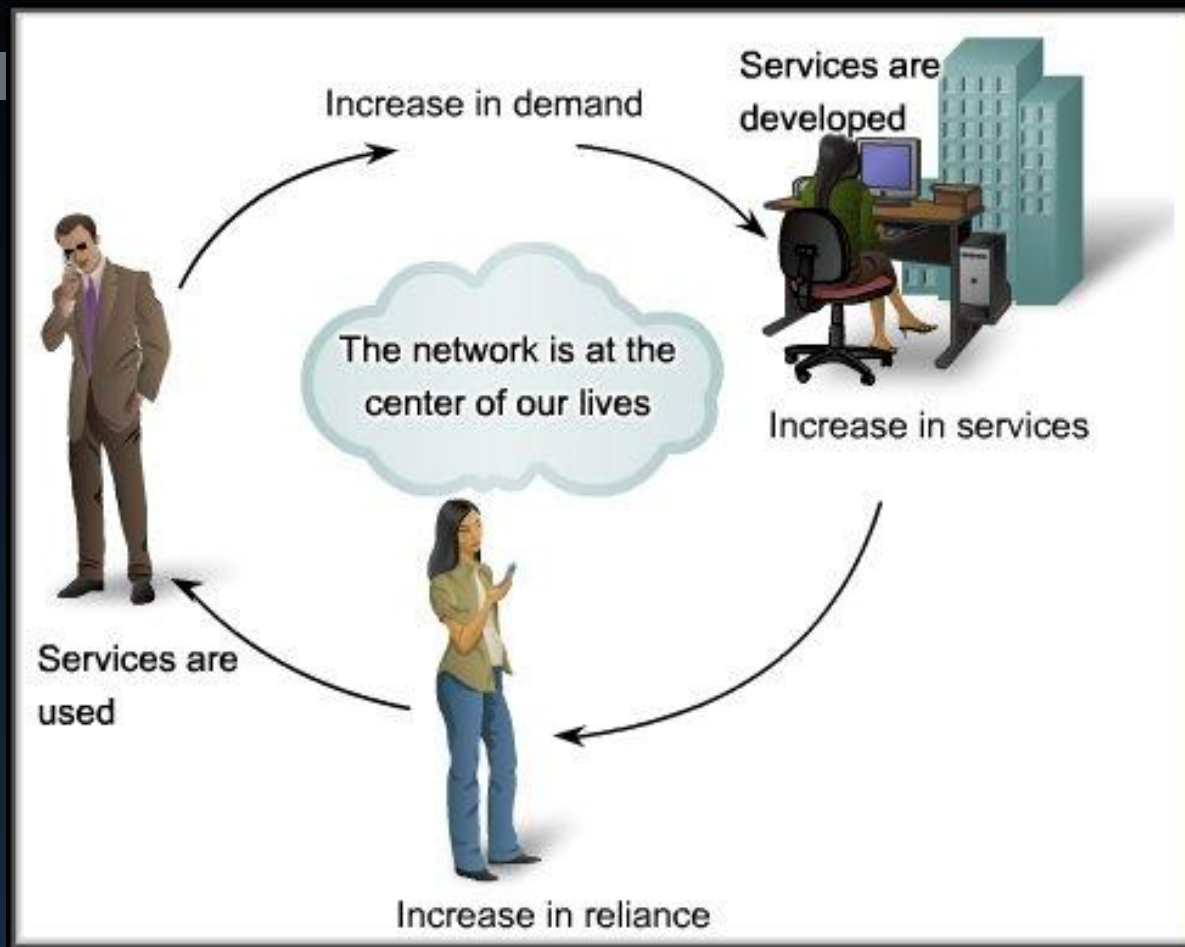 Increase in demand
Services are
developed
The network is at the
center of our lives
Increase in services
Services are
used
Increase in reliance